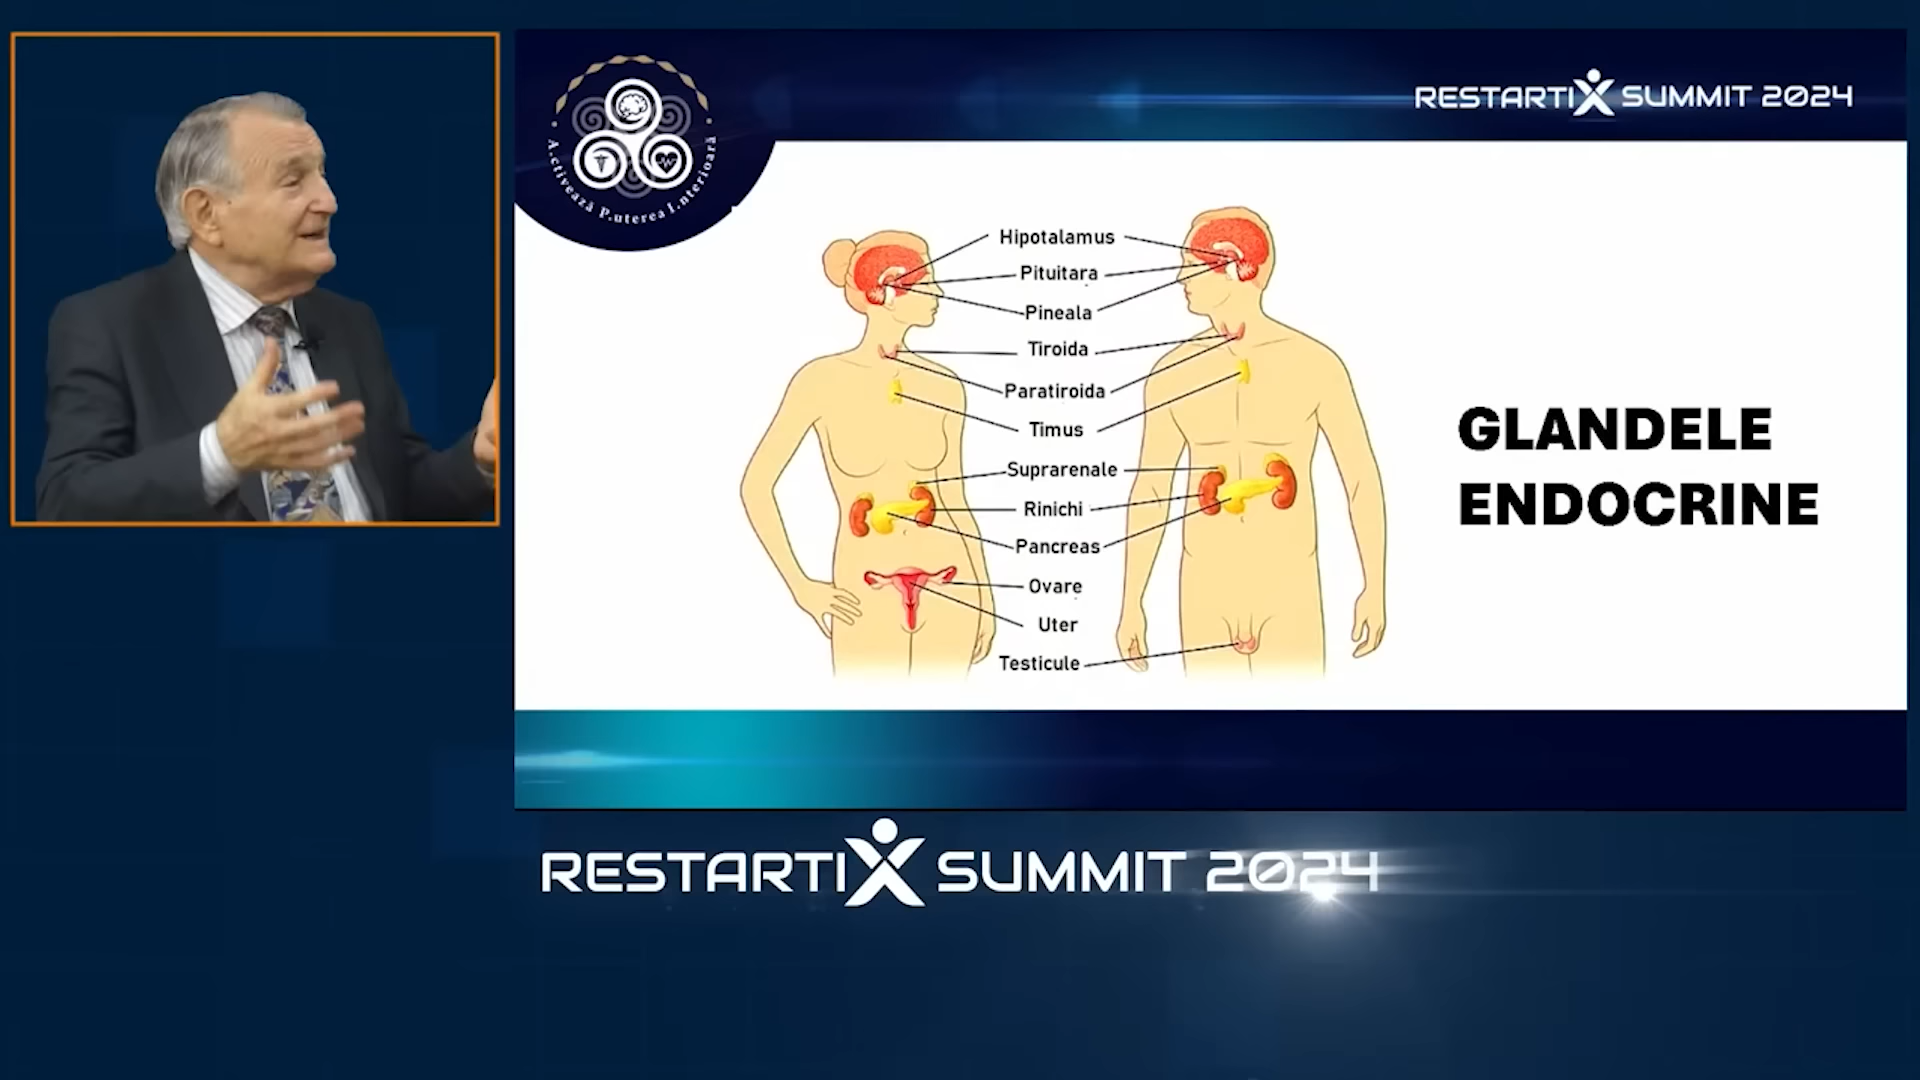 A.ctivează P.uterea I.nterioară
RESTARTIX SUMMIT 2024
Hipotalamus
Pituitara
Pineala
Tiroida
Paratiroida
Timus
Suprarenale
Rinichi
Pancreas
Ovare
Uter
Testicule
GLANDELE
ENDOCRINE
RESTARTIX SUMMIT 2024